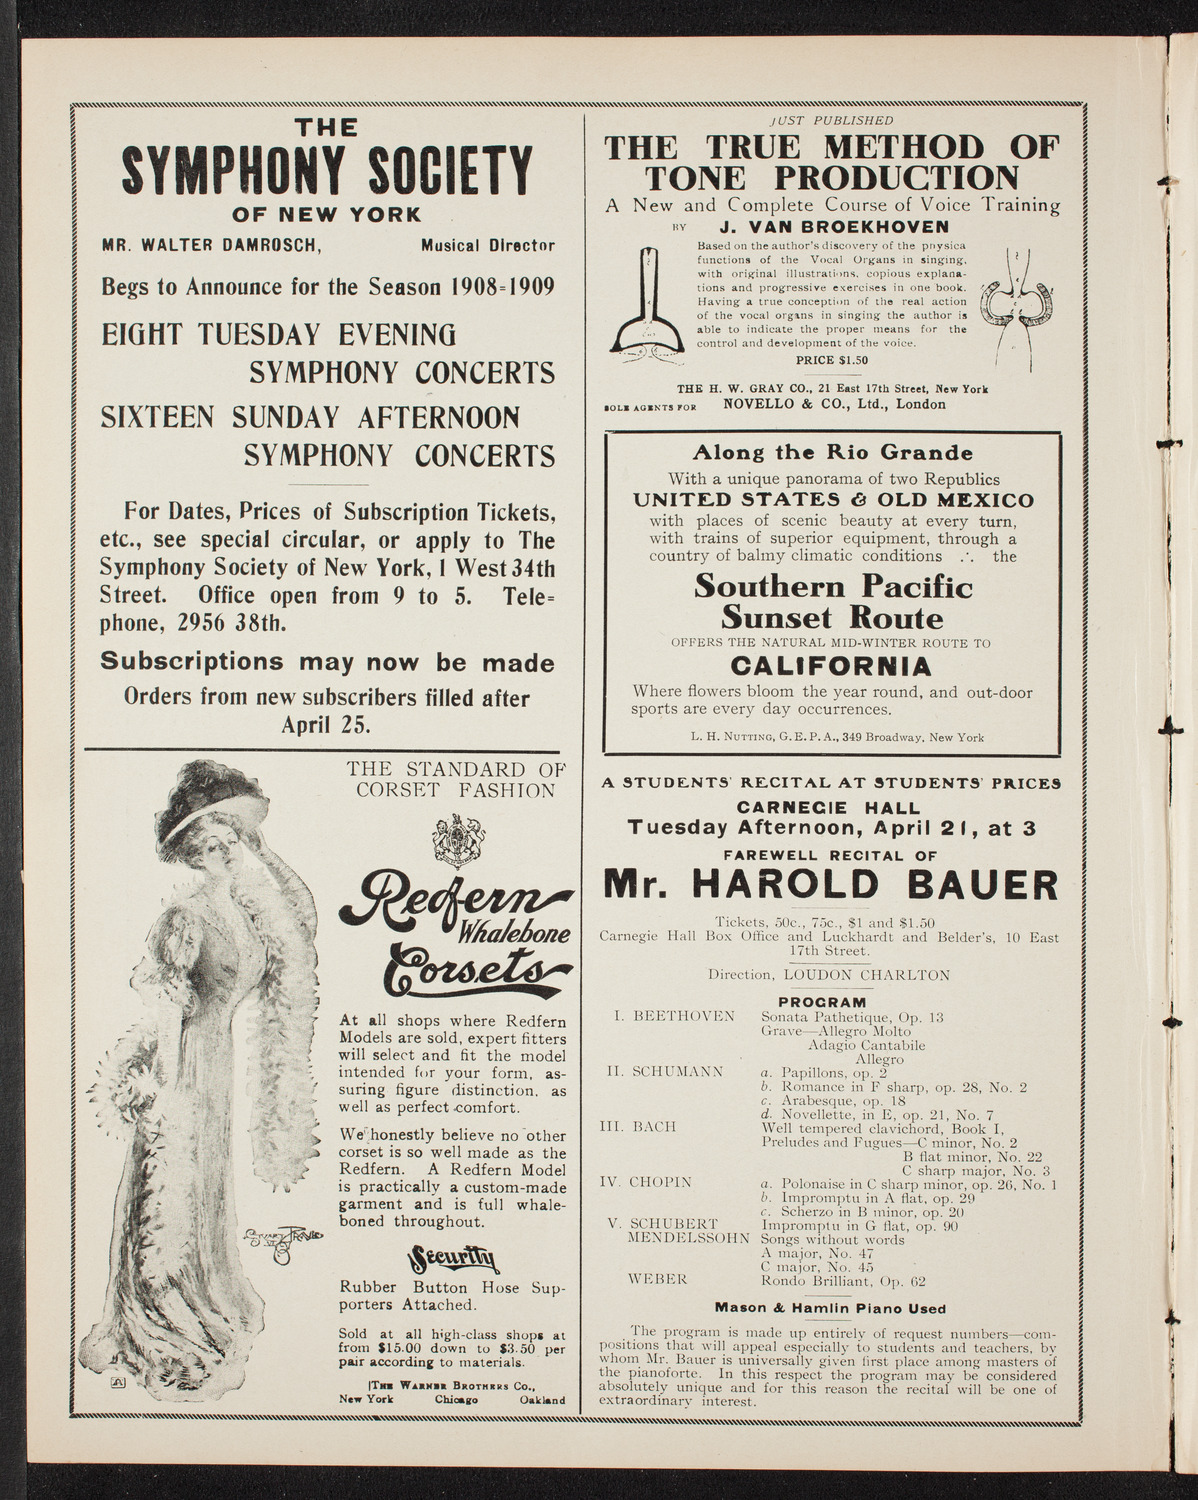 THE
SYMPHONY SOCIETY
OF NEW YORK
MR. WALTER DAMROSCH, Musical Director
Begs to Announce for the Season 1908=1909
EIGHT TUESDAY EVENING
SYMPHONY CONCERTS
SIXTEEN SUNDAY AFTERNOON
SYMPHONY CONCERTS
For Dates, Prices of Subscription Tickets,
etc., see special circular, or apply to The
Symphony Society of New York, 1 West 34th
Street. Office open from 9 to 5. Tele=
phone, 2956 38th.
Subscriptions may now be made
Orders from new subscribers filled after
April 25.
THE STANDARD OF
CORSET FASHION
Redfern
Whalebone
Corsets
At all shops where Redfern
Models are sold, expert fitters
will select and fit the model
intended for your form, as-
suring figure distinction, as
well as perfect comfort.
We honestly believe no other
corset is so well made as the
Redfern. A Redfern Model
is practically a custom-made
garment and is full whale-
boned throughout.
Security
Rubber Button Hose Sup-
porters Attached.
Sold at all high-class shops at
from $15.00 down to $3.50 per
pair according to materials.
THE WARNER BROTHERS CO.,
New York Chicago Oakland
JUST PUBLISHED
THE TRUE METHOD OF
TONE PRODUCTION
A New and Complete Course of Voice Training
BY J. VAN BROEKHOVEN
Based on the author's discovery of the physica
functions of the Vocal Organs in singing,
with original illustrations, copious explana-
tions and progressive exercises in one book.
Having a true conception of the real action
of the vocal organs in singing the author is
able to indicate the proper means for the
control and development of the voice.
PRICE $1.50
THE H. W. GRAY CO., 21 East 17th Street, New York
SOLE AGENTS FOR NOVELLO & CO., Ltd., London
Along the Rio Grande
With a unique panorama of two Republics
UNITED STATES & OLD MEXICO
with places of scenic beauty at every turn,
with trains of superior equipment, through a
country of balmy climatic conditions ∴ the
Southern Pacific
Sunset Route
OFFERS THE NATURAL MID-WINTER ROUTE TO
CALIFORNIA
Where flowers bloom the year round, and out-door
sports are every day occurrences.
L. H. NUTTING, G. E. P. A., 349 Broadway, New York
A STUDENTS' RECITAL AT STUDENTS' PRICES
CARNEGIE HALL
Tuesday Afternoon, April 21, at 3
FAREWELL RECITAL OF
Mr. HAROLD BAUER
Tickets, 50c., 75c., $1 and $1.50
Carnegie Hall Box Office and Luckhardt and Belder's, 10 East
17th Street.
Direction, LOUDON CHARLTON
PROGRAM
I. BEETHOVEN Sonata Pathetique, Op. 13
Grave—Allegro Molto
Adagio Cantabile
Allegro
II. SCHUMANN a. Papillons, op. 2
b. Romance in F sharp, op. 28, No. 2
c. Arabesque, op. 18
d. Novellette, in E, op. 21, No. 7
III. BACH Well tempered clavichord, Book I,
Preludes and Fugues—C minor, No. 2
B flat minor, No. 22
C sharp major, No. 3
IV. CHOPIN a. Polonaise in C sharp minor, op. 26, No. 1
b. Impromptu in A flat, op. 29
c. Scherzo in B minor, op. 20
V. SCHUBERT Impromptu in G flat, op. 90
MENDELSSOHN Songs without words
A major, No. 47
C major, No. 45
WEBER Rondo Brilliant, Op. 62
Mason & Hamlin Piano Used
The program is made up entirely of request numbers—com-
positions that will appeal especially to students and teachers, by
whom Mr. Bauer is universally given first place among masters of
the pianoforte. In this respect the program may be considered
absolutely unique and for this reason the recital will be one of
extraordinary interest.